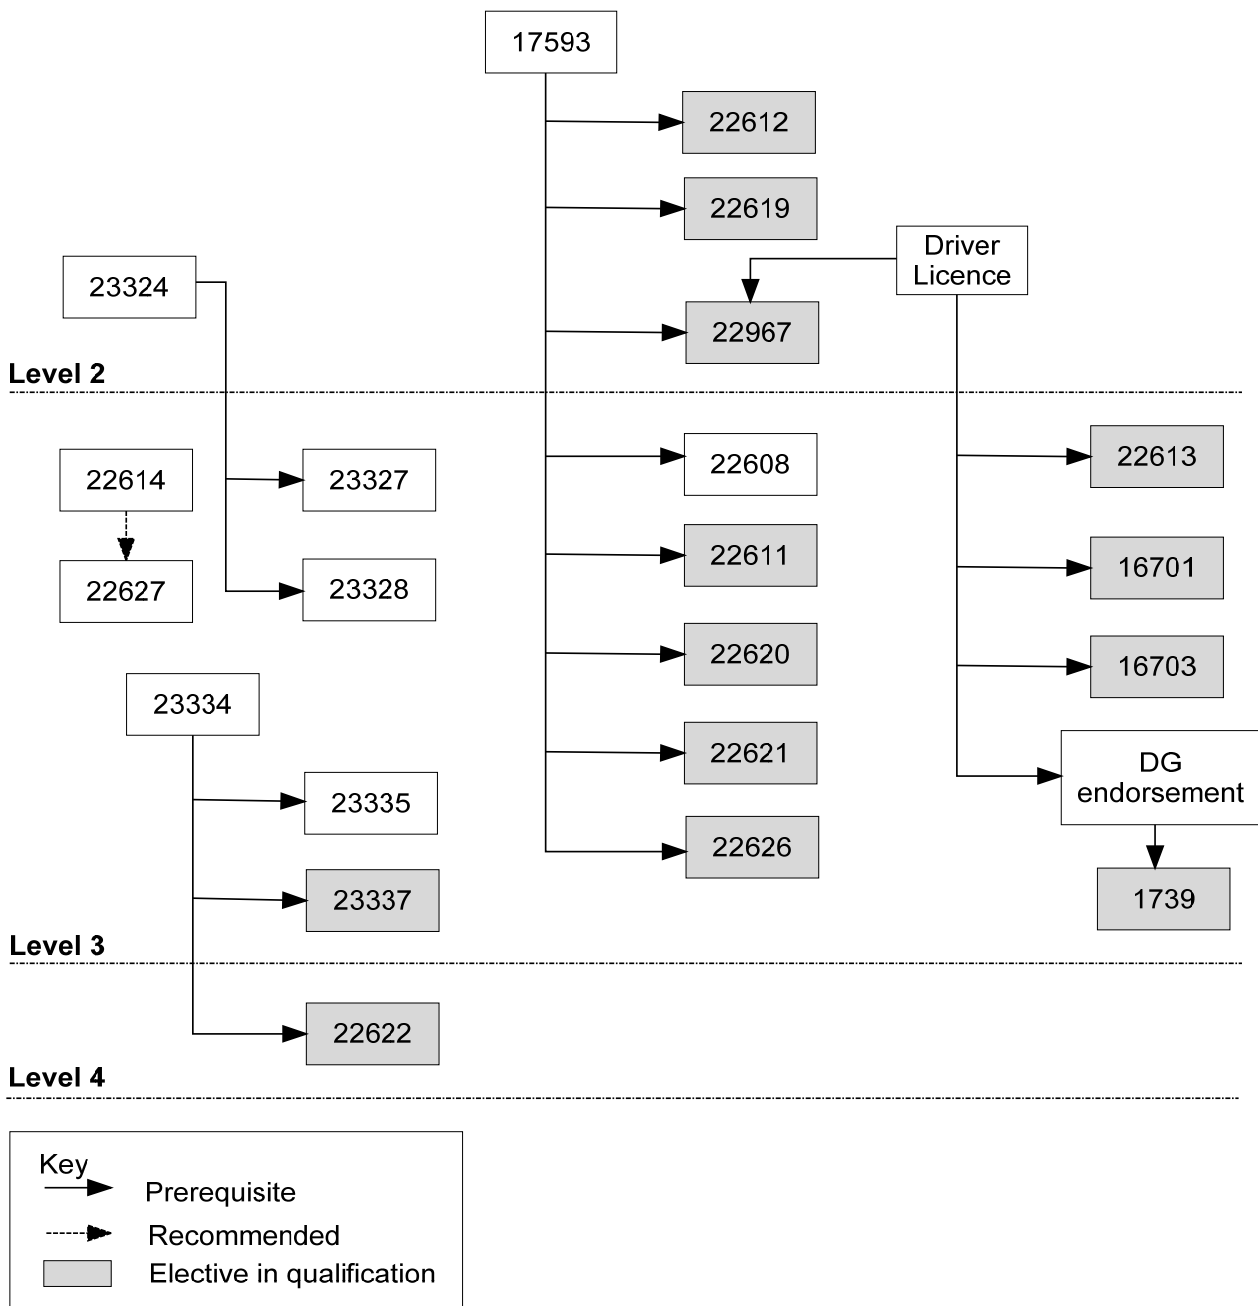 17593
22612
22619
Driver
Licence
23324
22967
Level 2
22614
23327
22608
22613
22611
16701
22627
23328
22620
16703
23334
22621
DG
endorsement
23335
22626
23337
1739
Level 3
22622
Level 4
Key
Prerequisite
Recommended
Elective in qualification